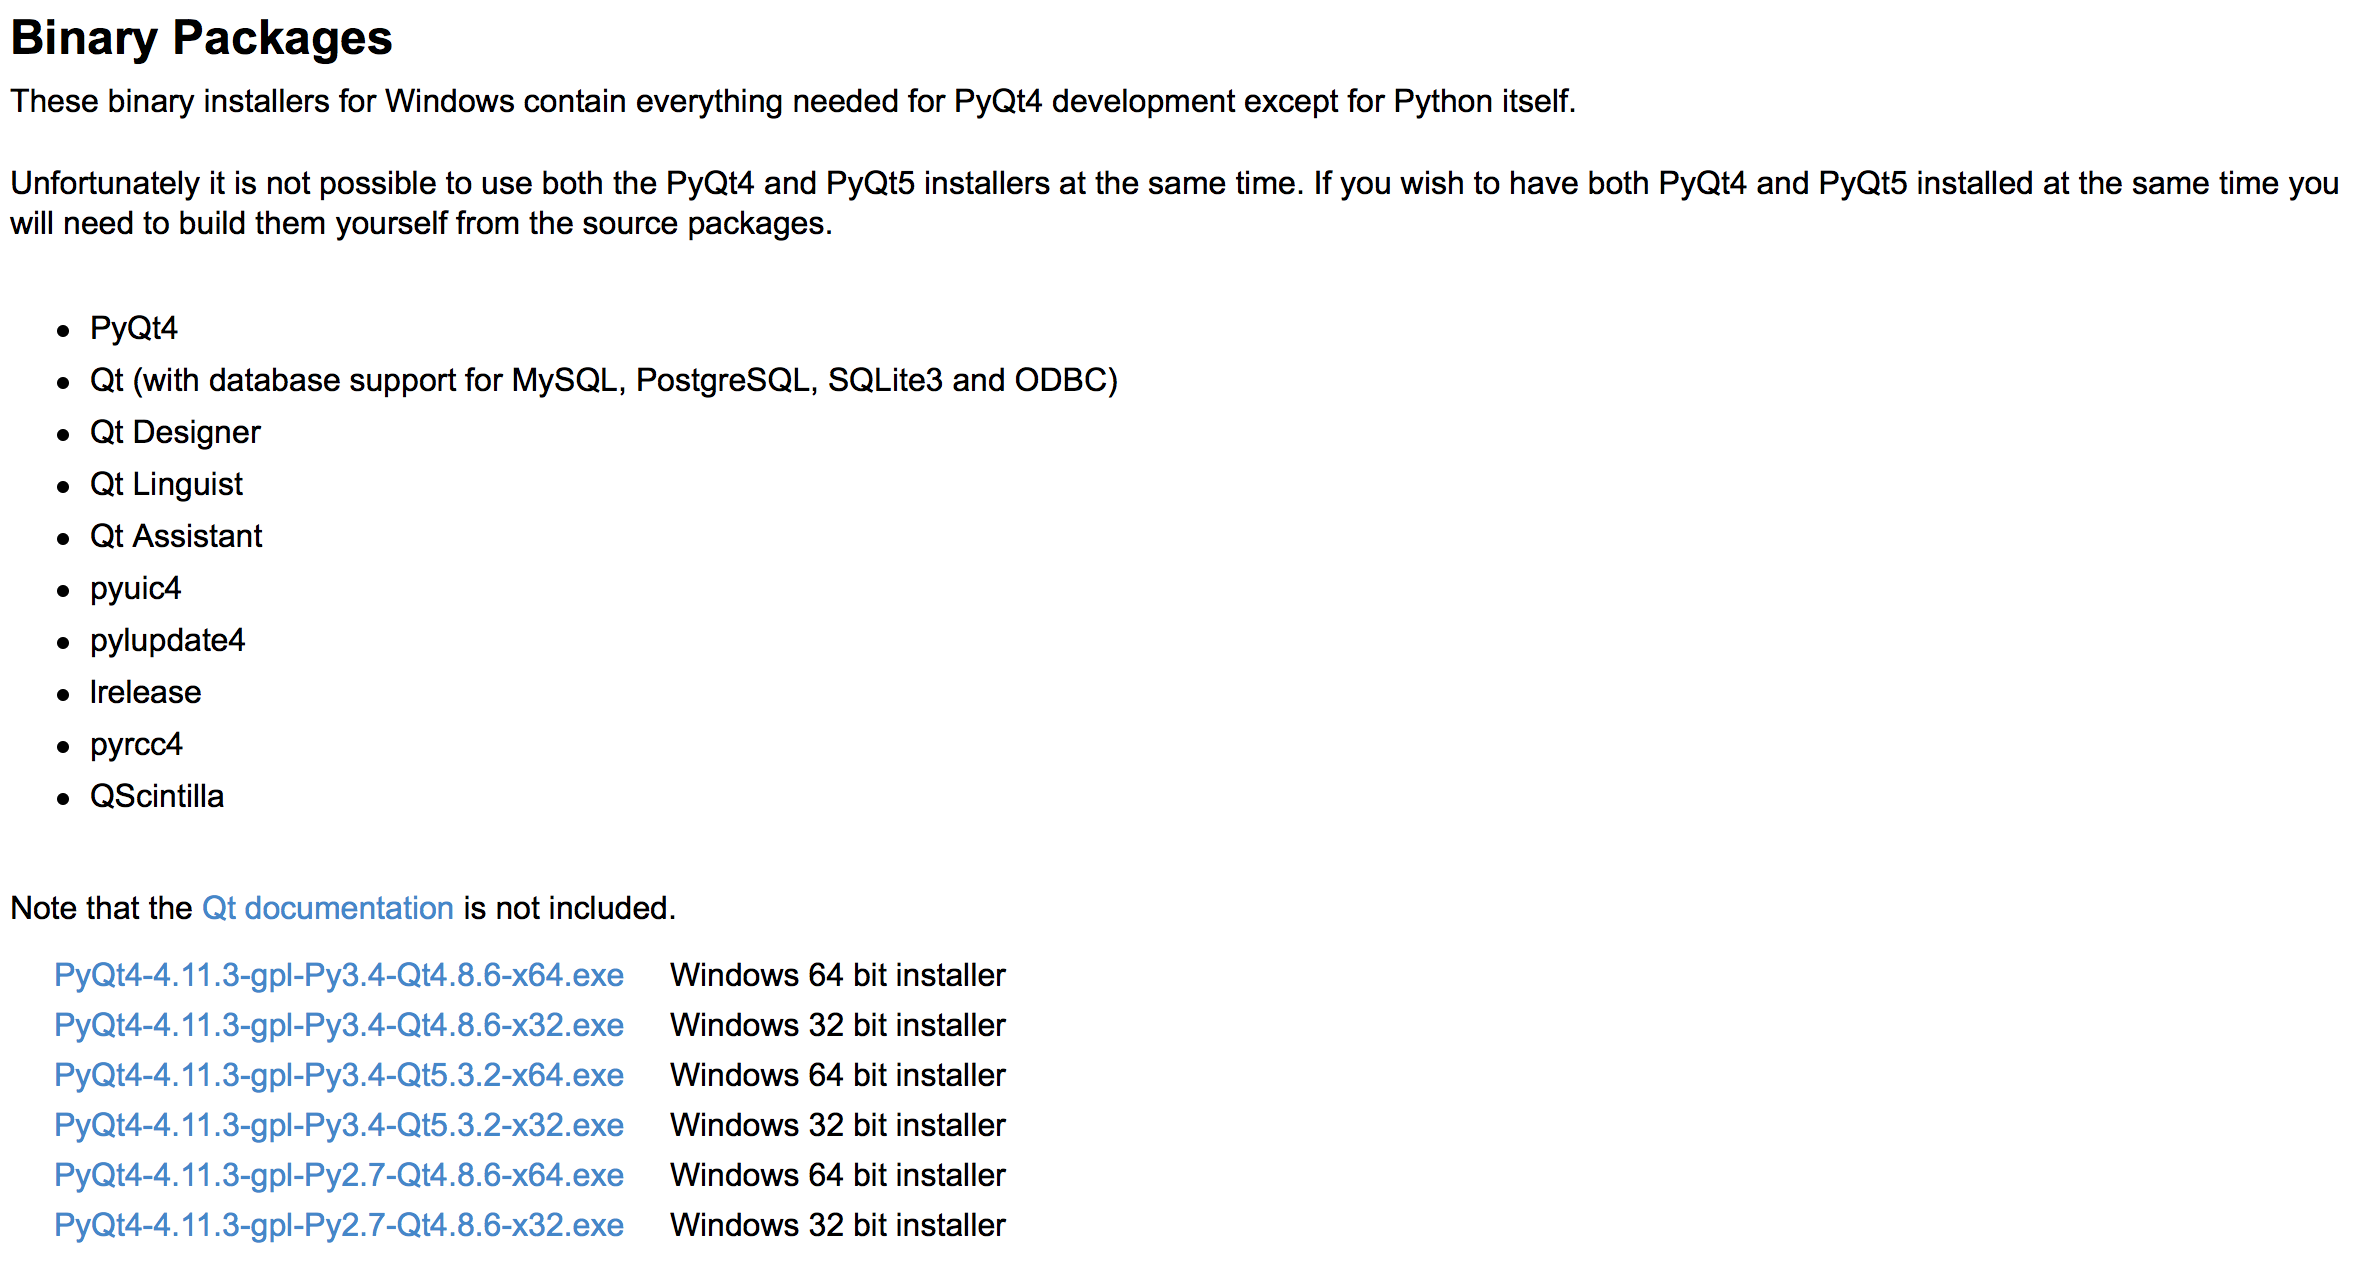 Binary Packages
These binary installers for Windows contain everything needed for PyQt4 development except for Python itself.
Unfortunately it is not possible to use both the PyQt4 and PyQt5 installers at the same time. If you wish to have both PyQt4 and PyQt5 installed at the same time you
will need to build them yourself from the source packages.
• PyQt4
• Qt (with database support for MySQL, PostgreSQL, SQLite3 and ODBC)
• Qt Designer
• Qt Linguist
• Qt Assistant
• pyuic4
• pylupdate4
• lrelease
• pyrcc4
• QScintilla
Note that the Qt documentation is not included.
PyQt4-4.11.3-gpl-Py3.4-Qt4.8.6-x64.exe Windows 64 bit installer
PyQt4-4.11.3-gpl-Py3.4-Qt4.8.6-x32.exe Windows 32 bit installer
PyQt4-4.11.3-gpl-Py3.4-Qt5.3.2-x64.exe Windows 64 bit installer
PyQt4-4.11.3-gpl-Py3.4-Qt5.3.2-x32.exe Windows 32 bit installer
PyQt4-4.11.3-gpl-Py2.7-Qt4.8.6-x64.exe Windows 64 bit installer
PyQt4-4.11.3-gpl-Py2.7-Qt4.8.6-x32.exe Windows 32 bit installer